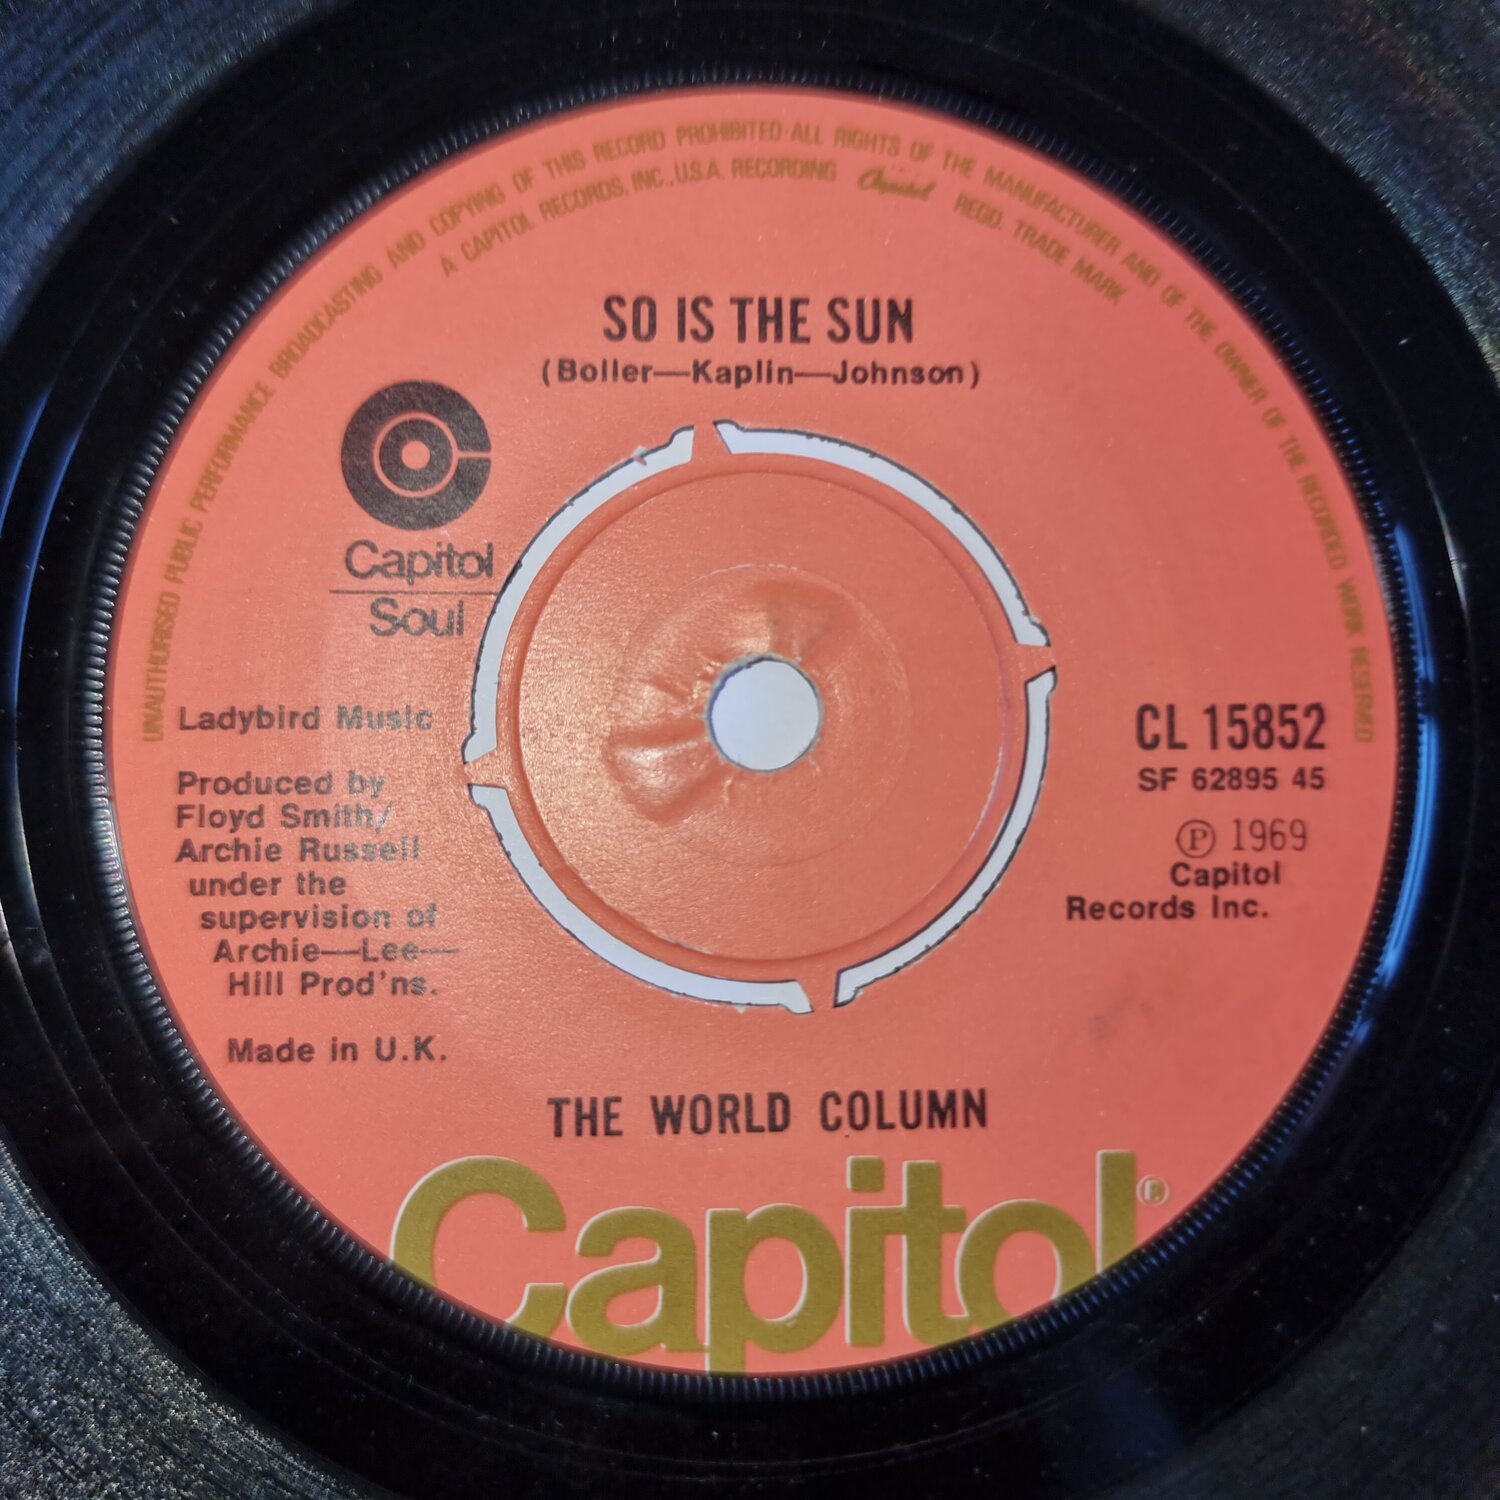 UNAUTHORISED PUBLIC PERFORMANCE BROADCASTING AND COPYING OF THIS RECORD PROHIBITED·ALL RIGHTS OF THE MANUFACTURER AND OF THE OWNER OF THE RECORDED WORK RESERVED
A CAPITOL RECORDS, INC., U.S.A. RECORDING Capitol REGD. TRADE MARK
SO IS THE SUN
(Boller—Kaplin—Johnson)
Capitol
Soul
Ladybird Music
Produced by
Floyd Smith/
Archie Russell
under the
supervision of
Archie—Lee—
Hill Prod'ns.
Made in U.K.
CL 15852
SF 62895 45
Ⓟ 1969
Capitol
Records Inc.
THE WORLD COLUMN
Capitol®